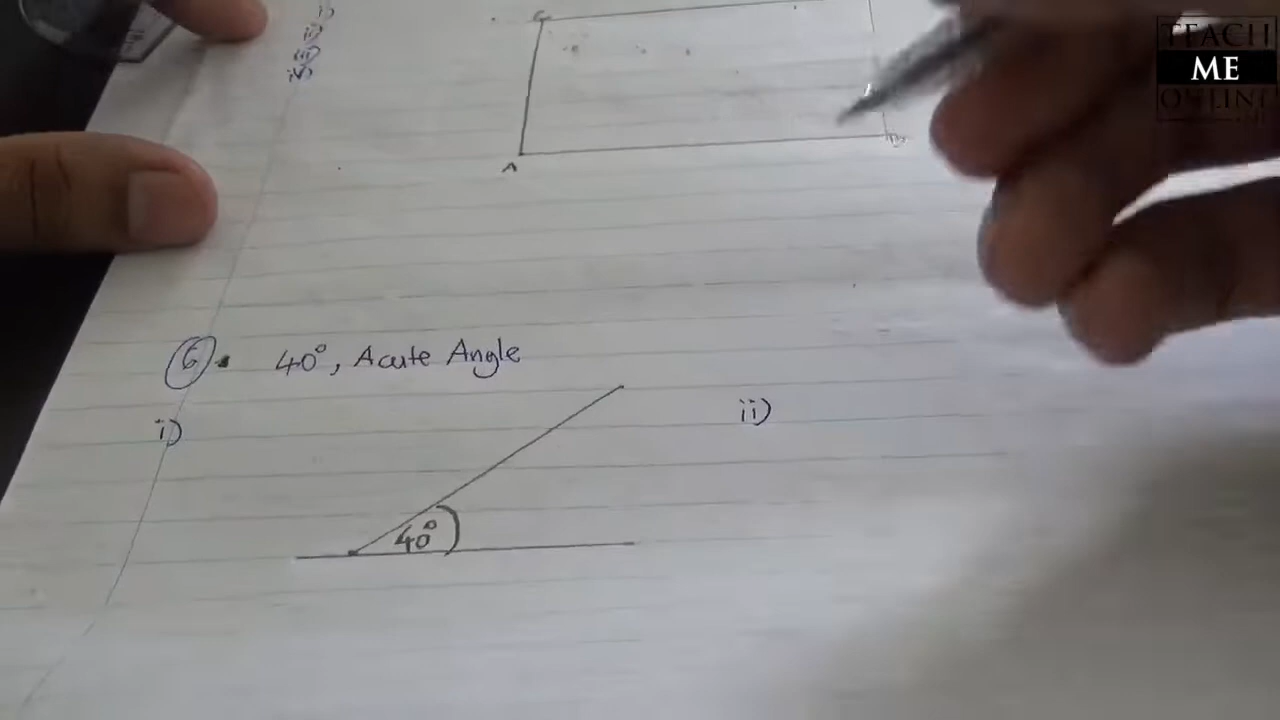 TEACH
ME
ONLINE
C
A
6. 40°, Acute Angle
i)
ii)
40°